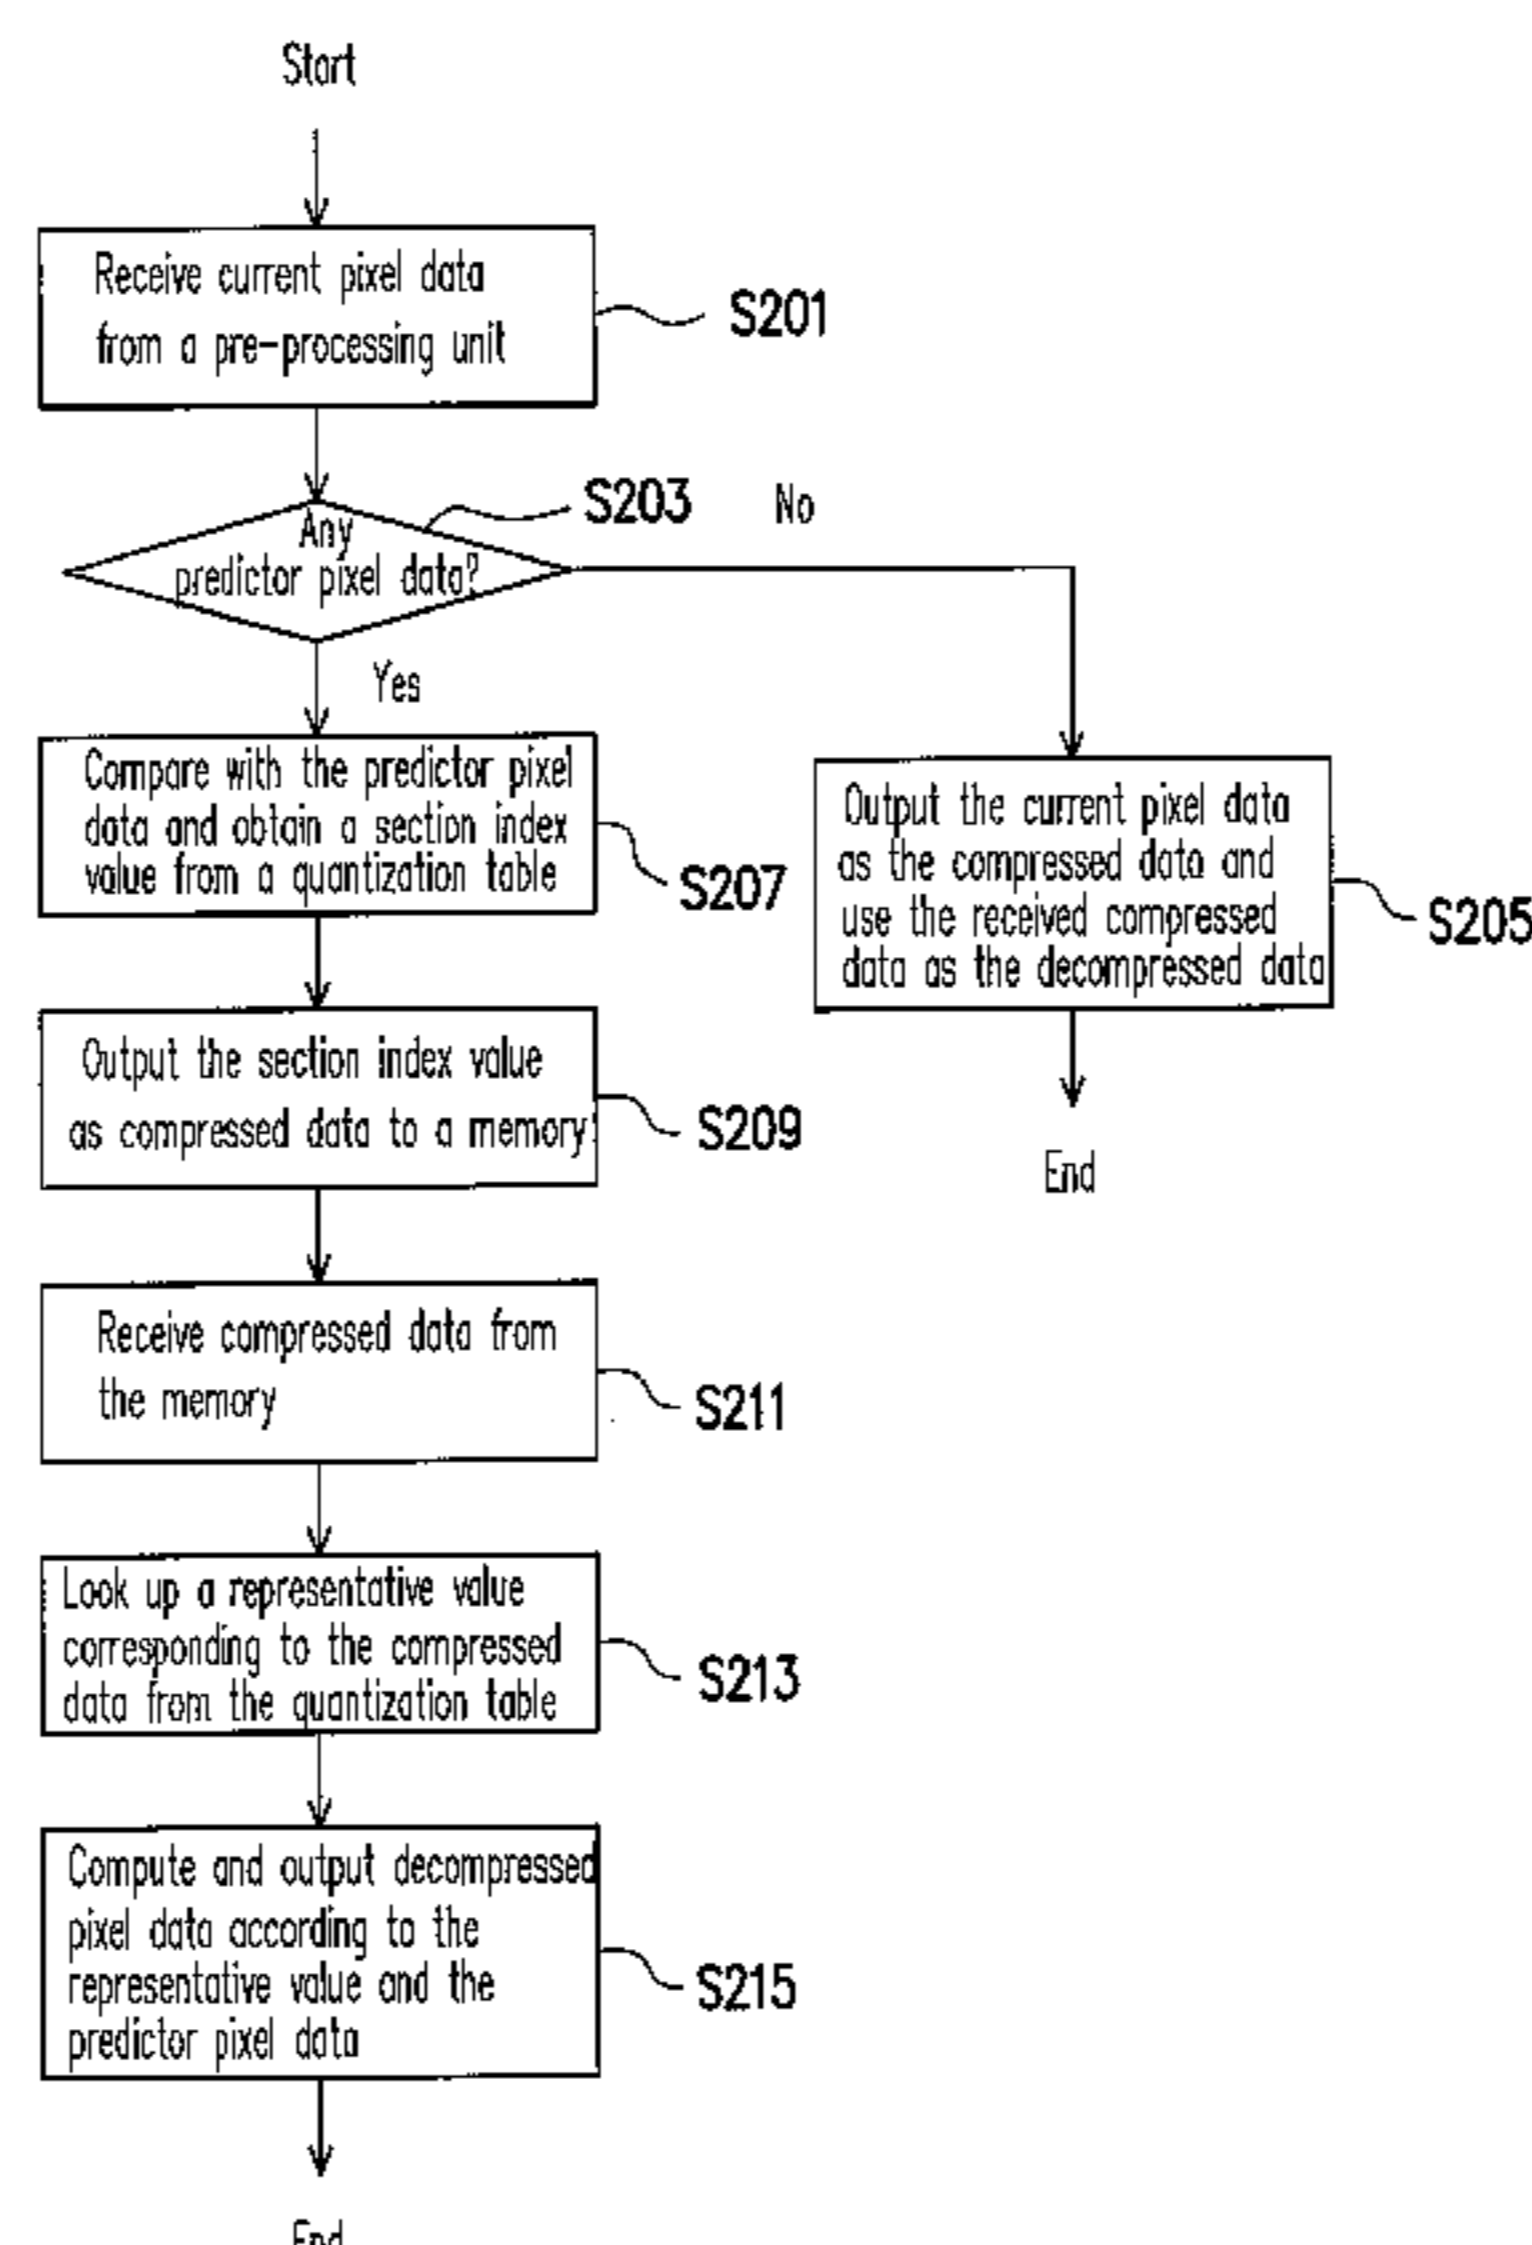 Start
Receive current pixel data
from a pre-processing unit
S201
S203
No
Any
predictor pixel data?
Yes
Compare with the predictor pixel
data and obtain a section index
value from a quantization table
S207
Output the current pixel data
as the compressed data and
use the received compressed
data as the decompressed data
S205
Output the section index value
as compressed data to a memory
S209
End
Receive compressed data from
the memory
S211
Look up a representative value
corresponding to the compressed
data from the quantization table
S213
Compute and output decompressed
pixel data according to the
representative value and the
predictor pixel data
S215
End